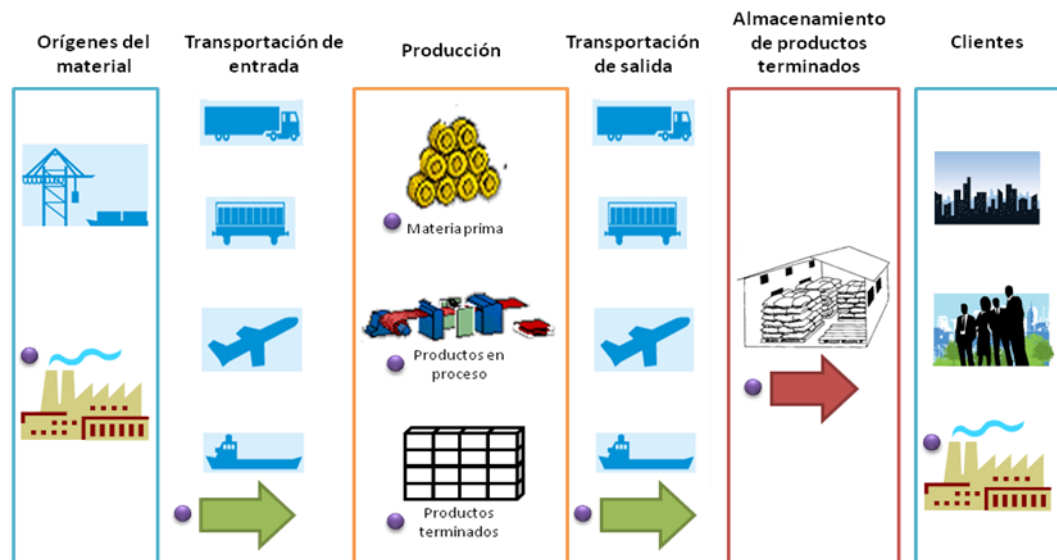 Orígenes del
material
Transportación de
entrada
Producción
Transportación
de salida
Almacenamiento
de productos
terminados
Clientes
Materia prima
Productos en
proceso
Productos
terminados